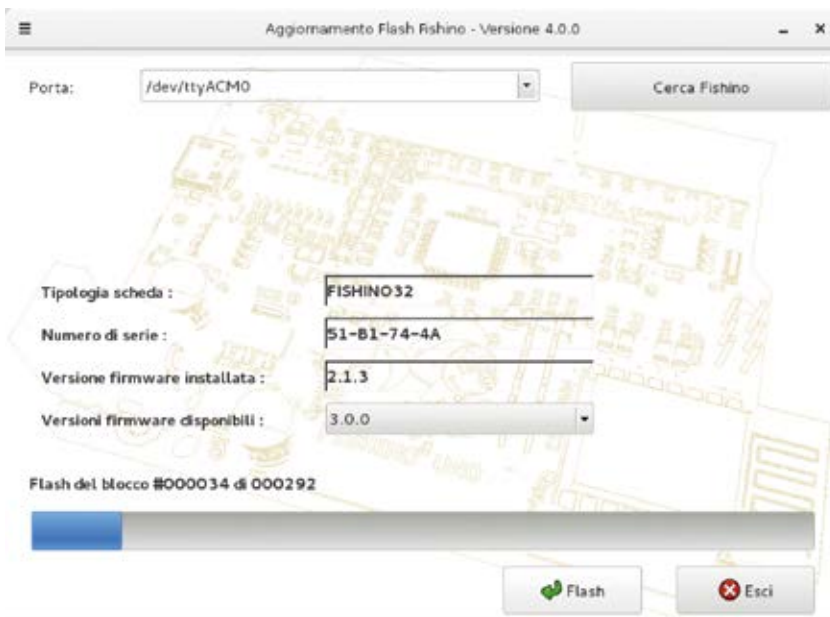 Aggiornamento Flash Fishino - Versione 4.0.0
Porta: /dev/ttyACM0 Cerca Fishino
Tipologia scheda : FISHINO32
Numero di serie : 51-B1-74-4A
Versione firmware installata : 2.1.3
Versioni firmware disponibili : 3.0.0
Flash del blocco #000034 di 000292
Flash Esci